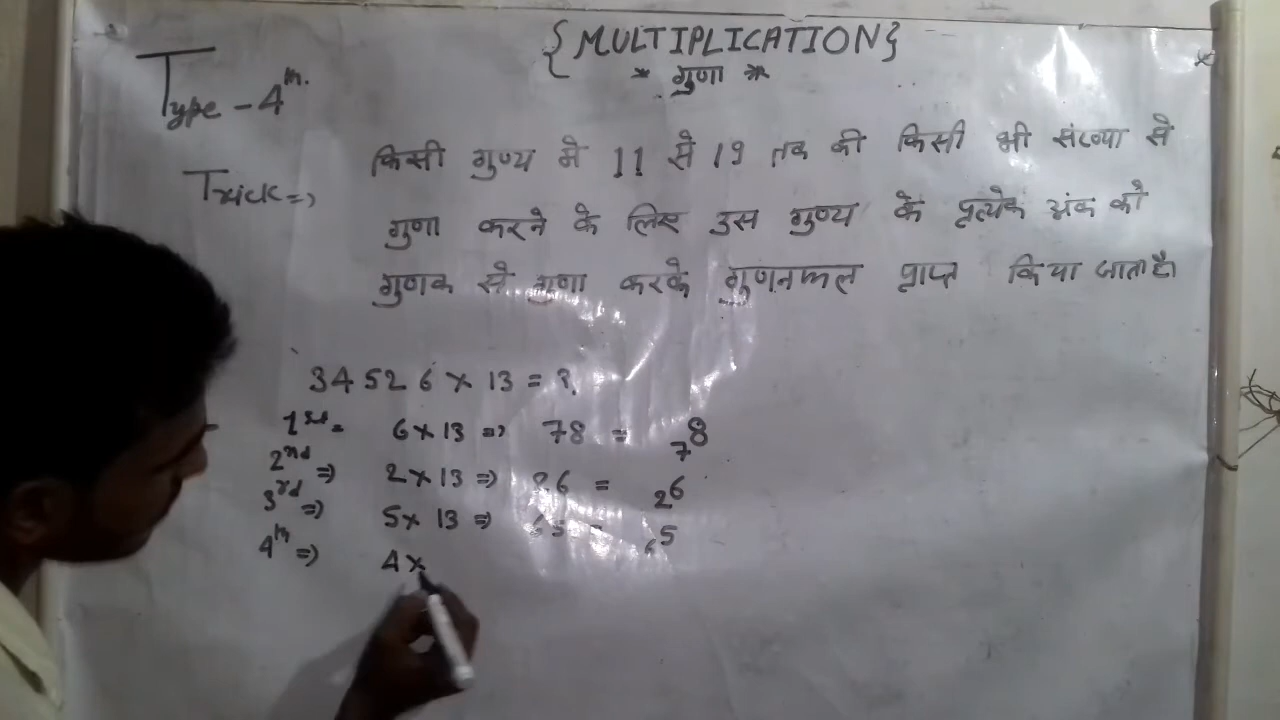 {MULTIPLICATION}
* गुणा *
Type - 4th.
Trick => किसी गुण्य मे 11 से 19 तक की किसी भी संख्या से
गुणा करने के लिए उस गुण्य के प्रत्येक अंक को
गुणक से गुणा करके गुणनफल प्राप्त किया जाता है।
34526 × 13 = ?
1st = 6 × 13 => 78 = 78
2nd => 2 × 13 => 26 = 26
3rd => 5 × 13 => 65 = 65
4th => 4 ×